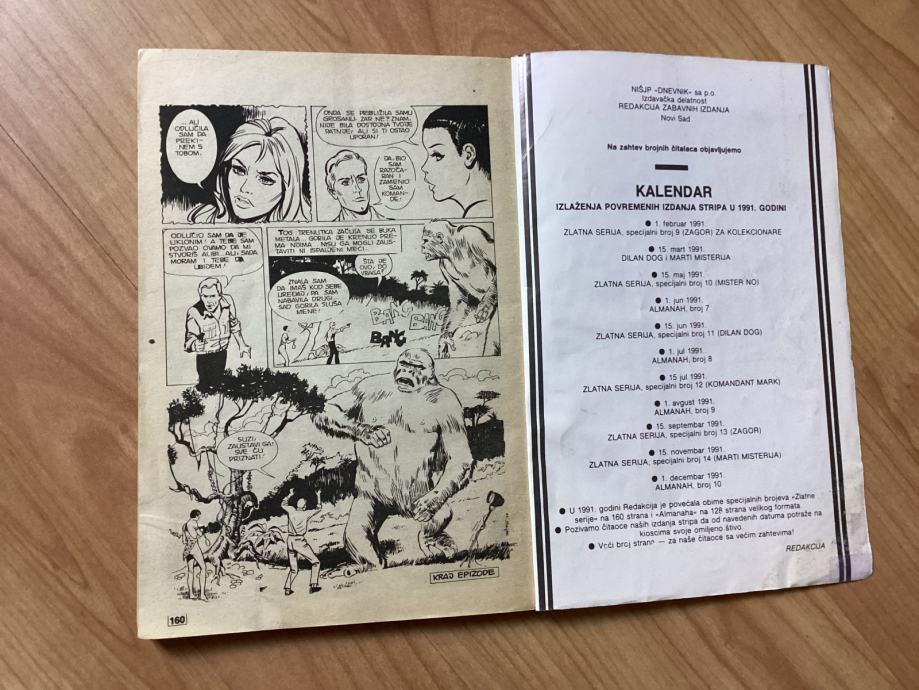 ... ALI
ODLUČILA
SAM DA
PREKI-
NEM S
TOBOM.
ONDA SE PRIBLIŽILA SAMU
GROSANU. ZAR NE? ZNAM,
NIJE BILA DOSTOJNA TVOJE
PATNJE; ALI SI TI OSTAO
UPORAN!
DA, BIO
SAM
RAZOČA-
RAN I
ZAMENIO
SAM
KOMAN-
DE!
ODLUČIO SAM DA JE
UKLONIM! A TEBE SAM
POZVAO OVAMO DA MI
STVORIŠ ALIBI... ALI, SADA
MORAM I TEBE DA
UBIJEM!
TOG TRENUTKA ZAČULA SE BUKA
METALA... GORILA JE KRENUO PRE-
MA NJIMA. NISU GA MOGLI ZAUS-
TAVITI NI ISPALJENI MECI...
ŠTA JE
OVO, DO
VRAGA?
ZNALA SAM
DA IMAŠ KOD SEBE
UREĐAJ, PA SAM
NABAVILA DRUGI...
SAD GORILA SLUŠA
MENE!
BANG
BANG
BANG
SUZI,
ZAUSTAVI GA!
SVE ĆU
PRIZNATI!
KRAJ EPIZODE
160
NIŠJP »DNEVNIK« sa p.o.
Izdavačka delatnost
REDAKCIJA ZABAVNIH IZDANJA
Novi Sad
Na zahtev brojnih čitalaca objavljujemo
KALENDAR
IZLAŽENJA POVREMENIH IZDANJA STRIPA U 1991. GODINI
● 1. februar 1991.
ZLATNA SERIJA, specijalni broj 9 (ZAGOR) ZA KOLEKCIONARE
● 15. mart 1991.
DILAN DOG i MARTI MISTERIJA
● 15. maj 1991.
ZLATNA SERIJA, specijalni broj 10 (MISTER NO)
● 1. jun 1991.
ALMANAH, broj 7
● 15. jun 1991.
ZLATNA SERIJA, specijalni broj 11 (DILAN DOG)
● 1. jul 1991.
ALMANAH, broj 8
● 15. jul 1991.
ZLATNA SERIJA, specijalni broj 12 (KOMANDANT MARK)
● 1. avgust 1991.
ALMANAH, broj 9
● 15. septembar 1991.
ZLATNA SERIJA, specijalni broj 13 (ZAGOR)
● 15. novembar 1991.
ZLATNA SERIJA, specijalni broj 14 (MARTI MISTERIJA)
● 1. decembar 1991.
ALMANAH, broj 10
● U 1991. godini Redakcija je povećala obime specijalnih brojeva »Zlatne
serije« na 160 strana i »Almanaha« na 128 strana velikog formata.
● Pozivamo čitaoce naših izdanja stripa da od navedenih datuma potraže na
kioscima svoje omiljeno štivo.
● Veći broj strana — za naše čitaoce sa većim zahtevima!
REDAKCIJA